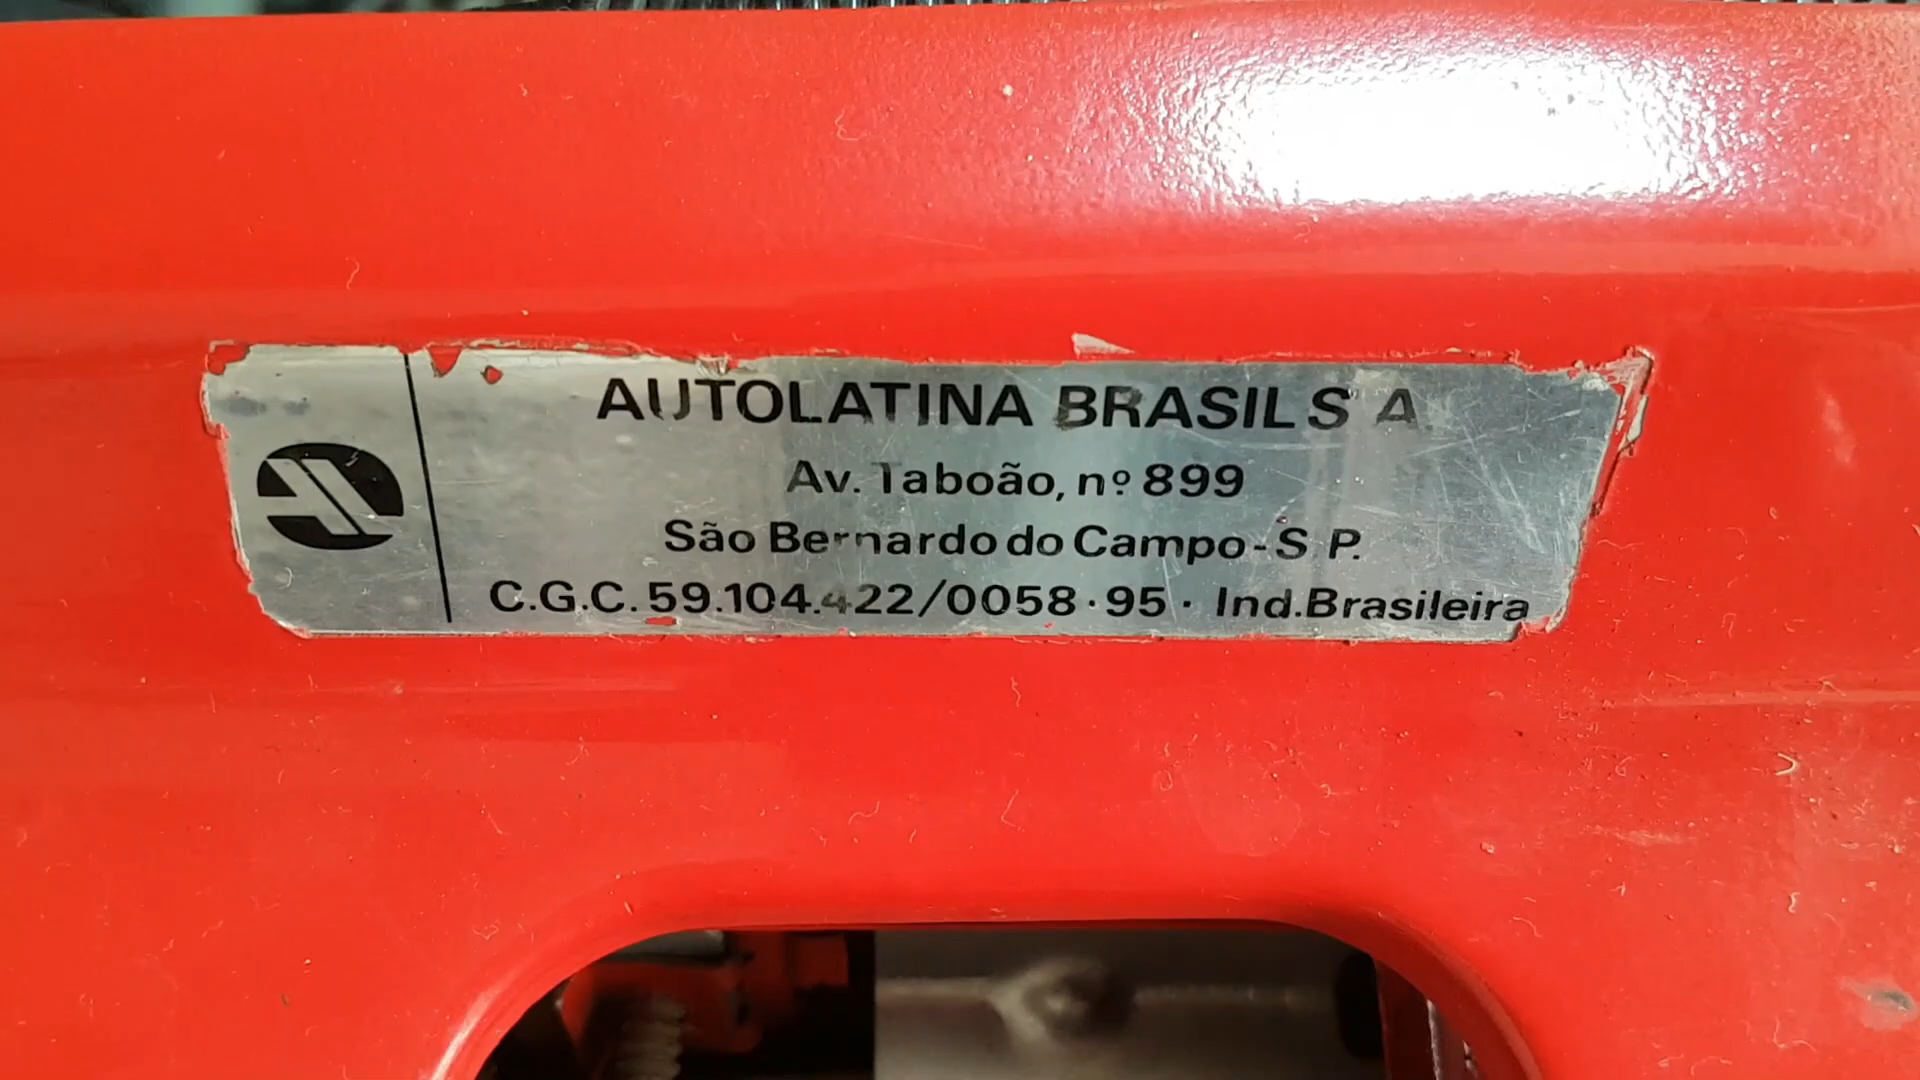 AUTOLATINA BRASIL S A.
Av. Taboão, nº 899
São Bernardo do Campo - S P.
C.G.C. 59.104.422/0058 · 95 · Ind.Brasileira